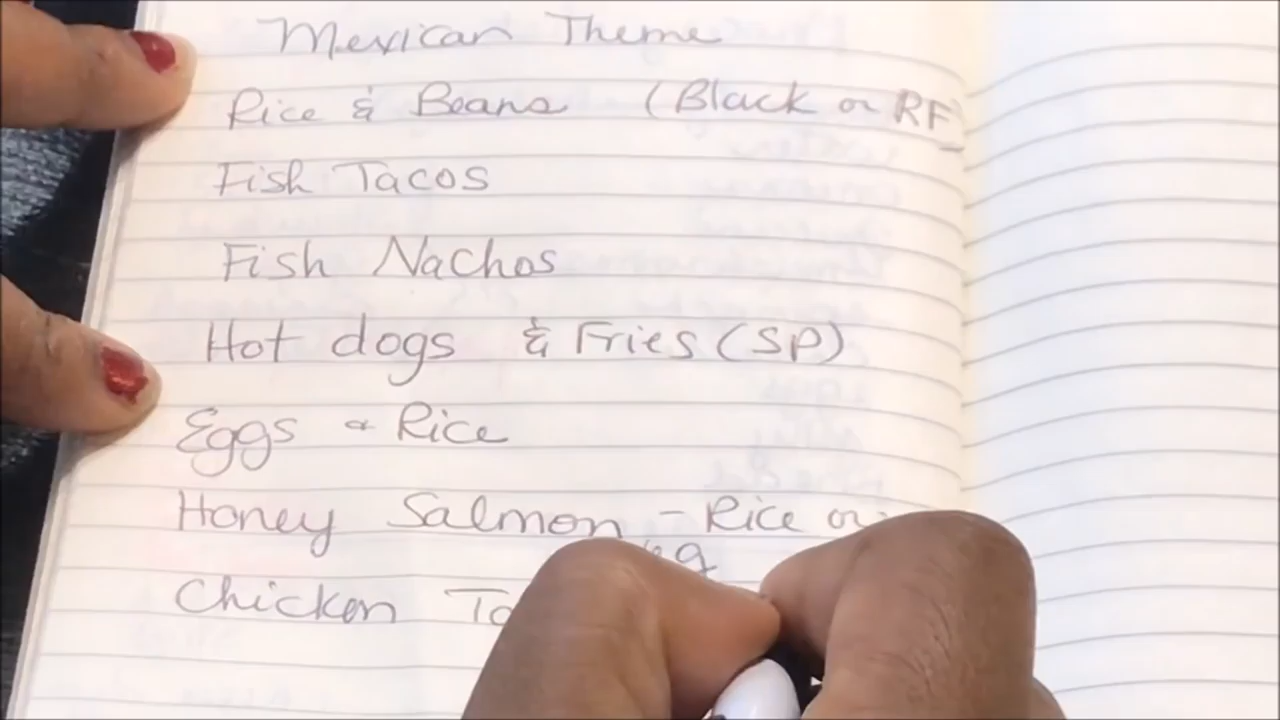 Mexican Theme
Rice & Beans (Black or RF)
Fish Tacos
Fish Nachos
Hot dogs & Fries (SP)
Eggs & Rice
Honey Salmon - Rice or
Chicken